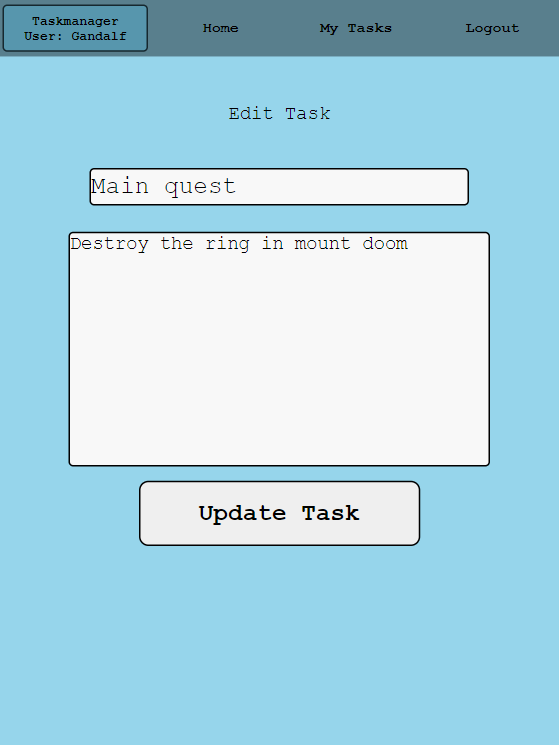 Taskmanager
User: Gandalf
Home
My Tasks
Logout
Edit Task
Main quest
Destroy the ring in mount doom
Update Task